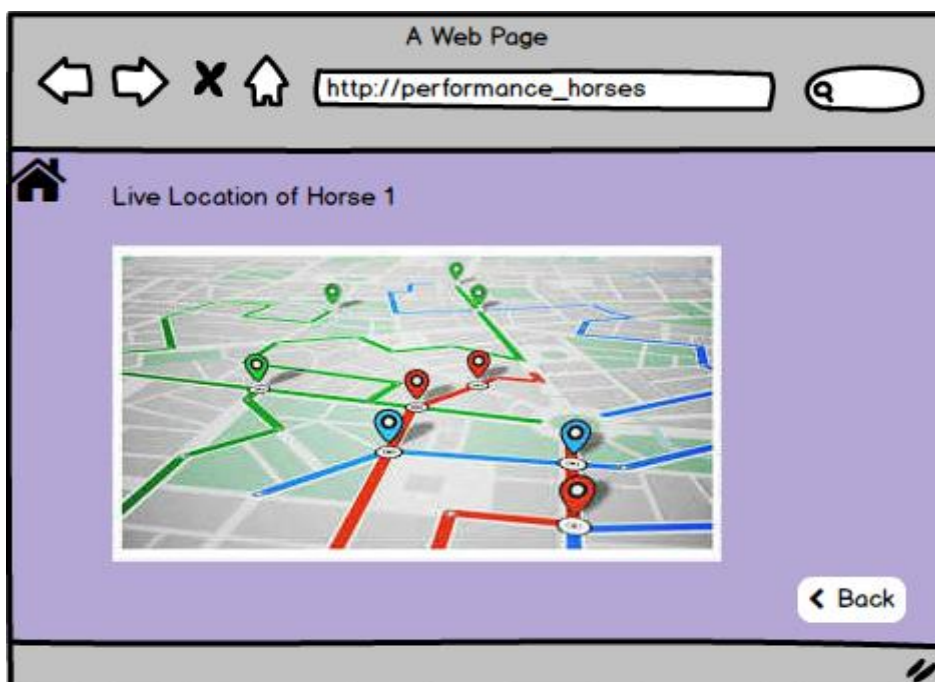 A Web Page
http://performance_horses
Live Location of Horse 1
Back